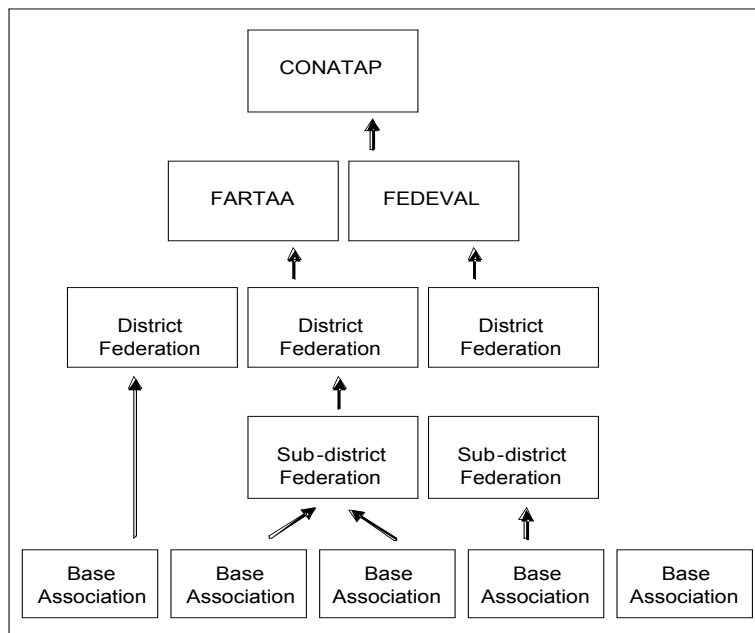 CONATAP
FARTAA
FEDEVAL
District
Federation
District
Federation
District
Federation
Sub-district
Federation
Sub-district
Federation
Base
Association
Base
Association
Base
Association
Base
Association
Base
Association